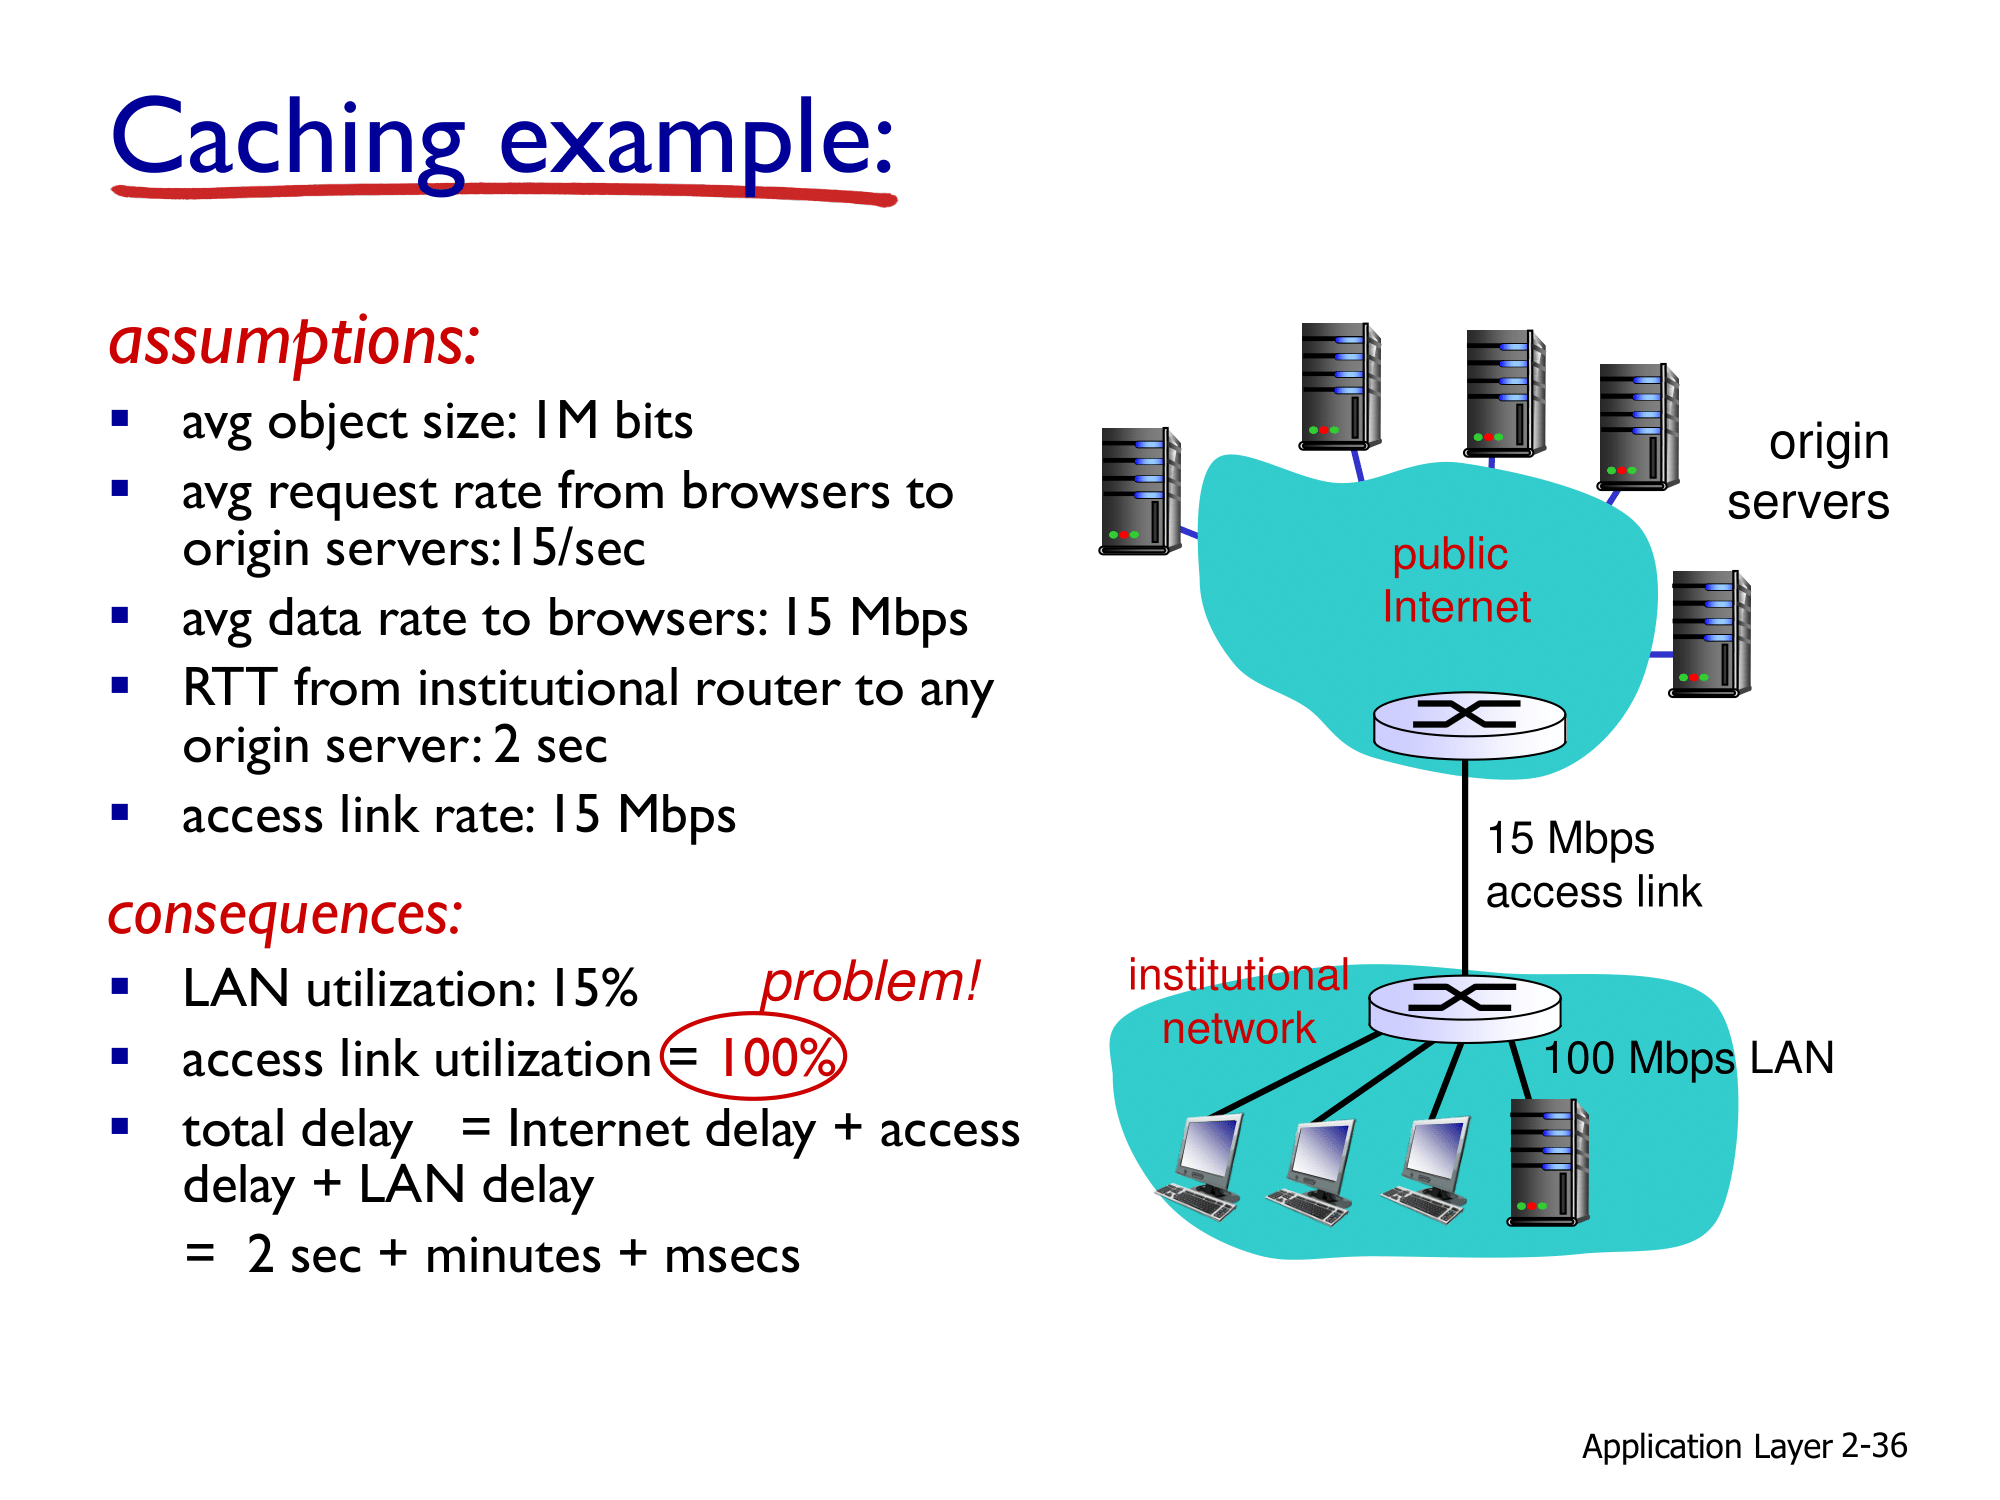 Caching example:
assumptions:
▪ avg object size: 1M bits
▪ avg request rate from browsers to
origin servers:15/sec
▪ avg data rate to browsers: 15 Mbps
▪ RTT from institutional router to any
origin server: 2 sec
▪ access link rate: 15 Mbps
consequences:
▪ LAN utilization: 15%
problem!
▪ access link utilization = 100%
▪ total delay = Internet delay + access
delay + LAN delay
= 2 sec + minutes + msecs
origin
servers
public
Internet
15 Mbps
access link
institutional
network
100 Mbps LAN
Application Layer 2-36